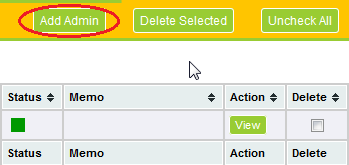 Add Admin Delete Selected Uncheck All
Status Memo Action Delete
View
Status Memo Action Delete